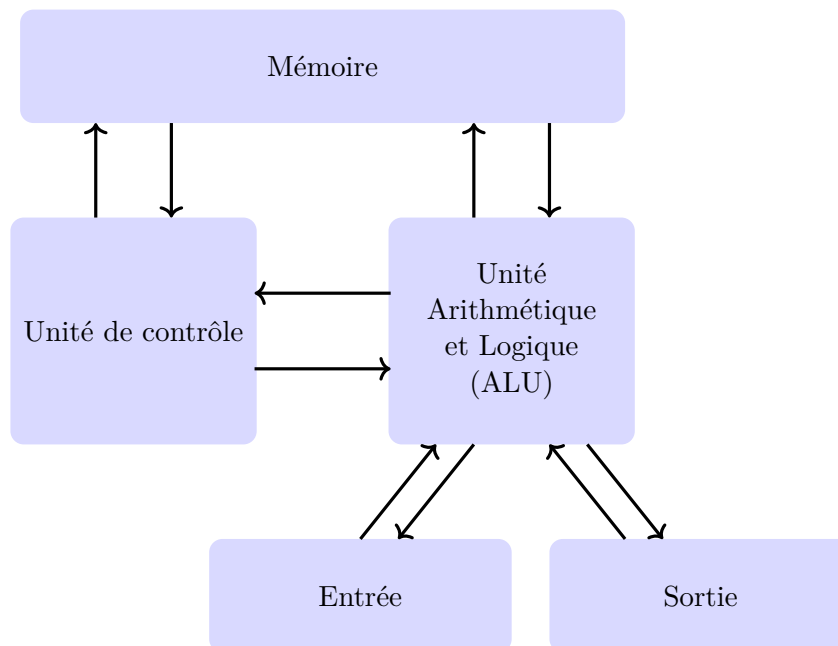 Mémoire
Unité de contrôle
Unité
Arithmétique
et Logique
(ALU)
Entrée
Sortie